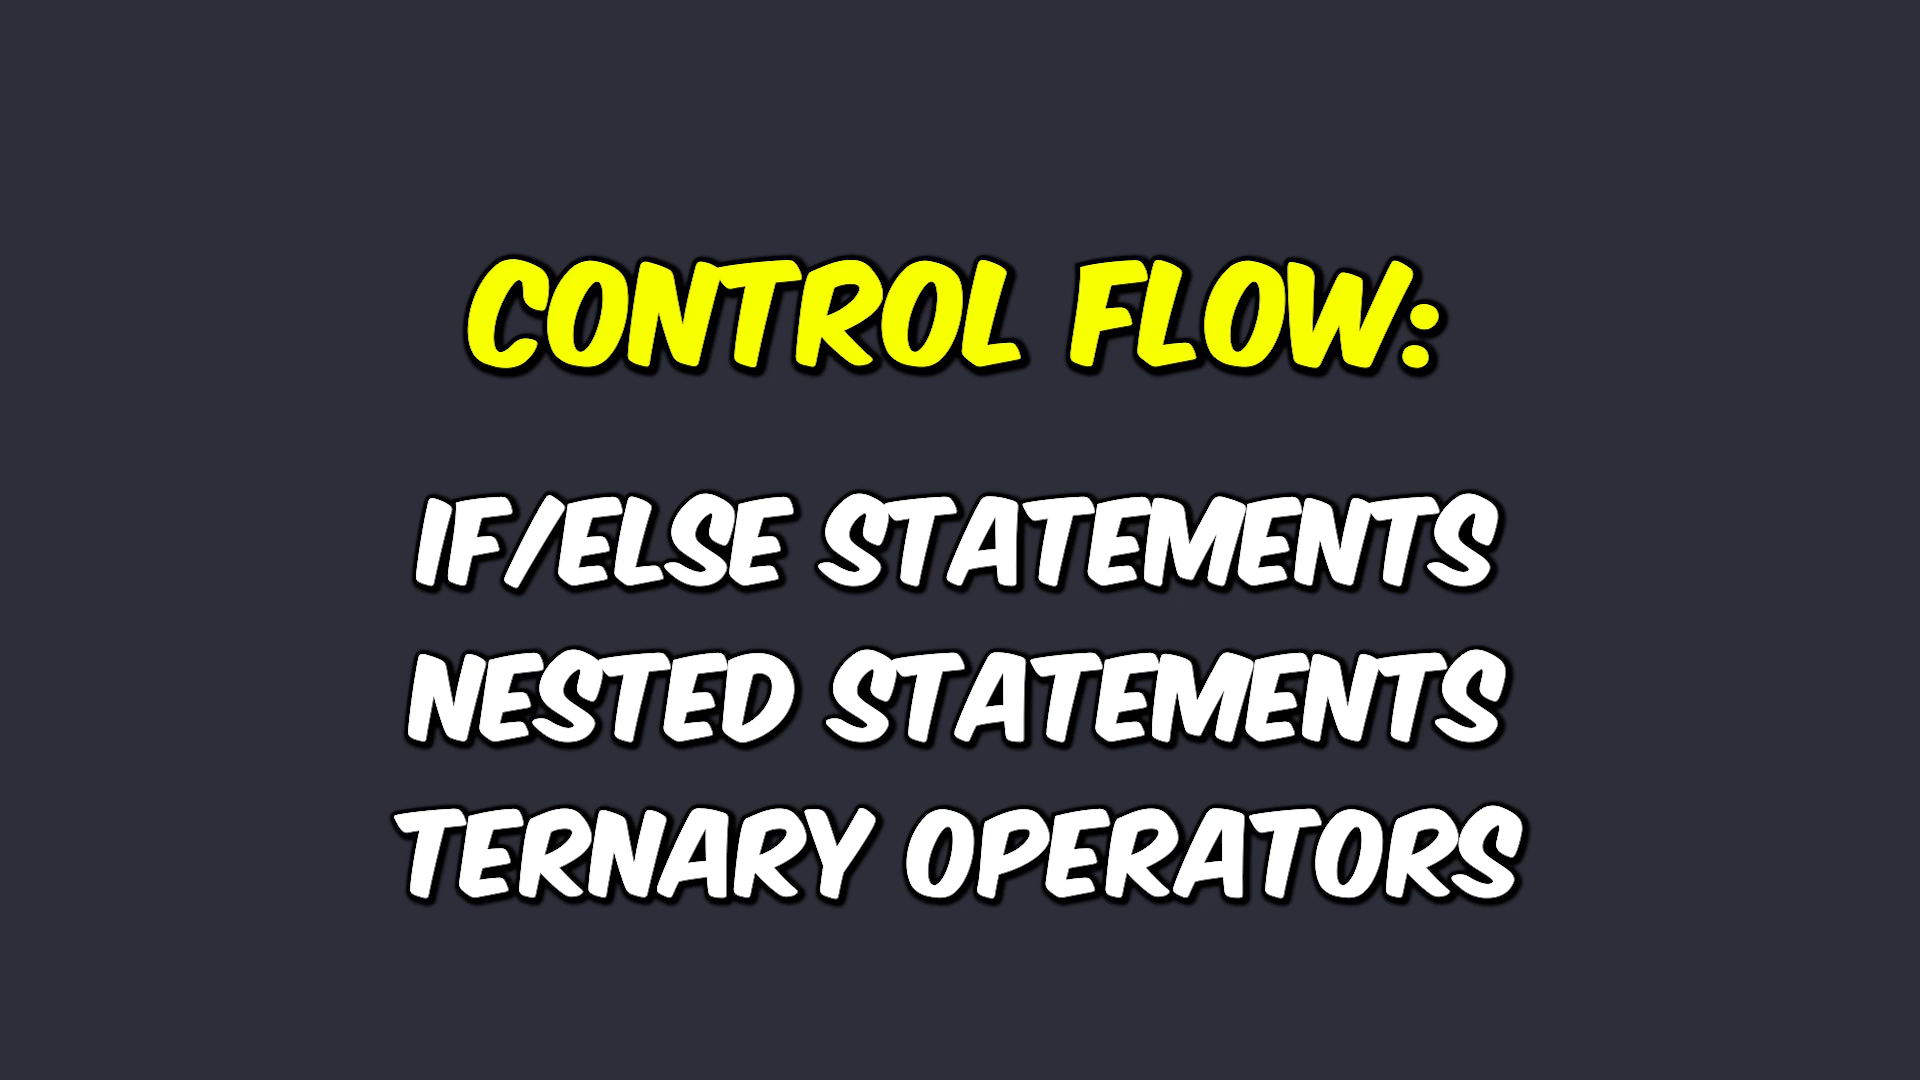 CONTROL FLOW:
IF/ELSE STATEMENTS
NESTED STATEMENTS
TERNARY OPERATORS